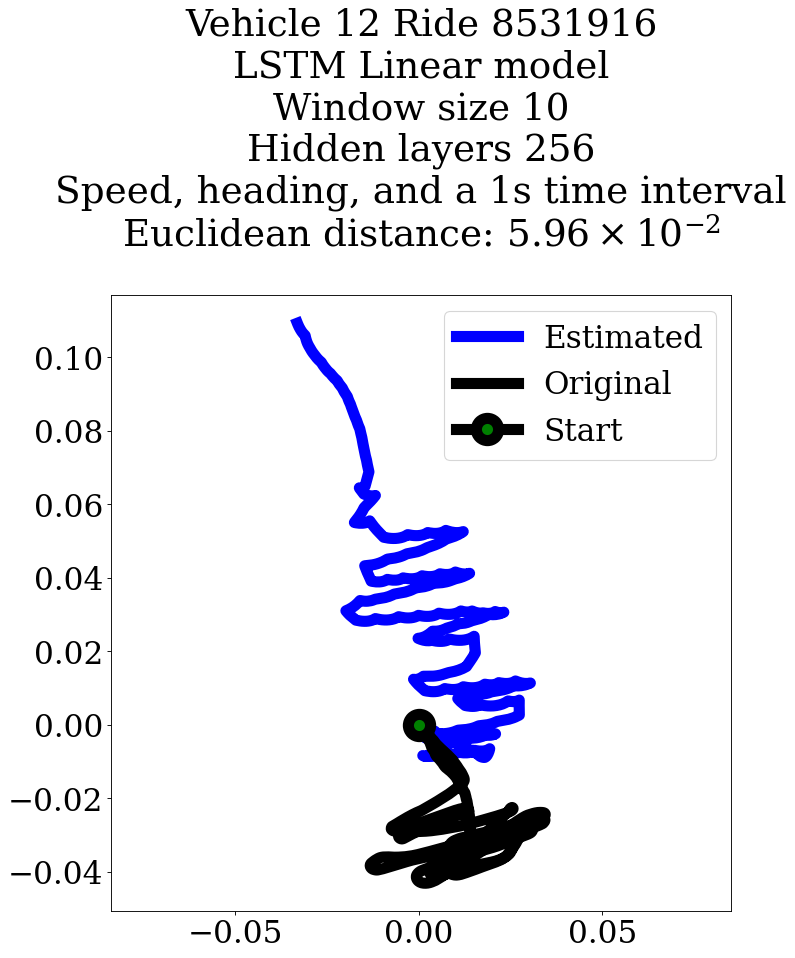 Vehicle 12 Ride 8531916
LSTM Linear model
Window size 10
Hidden layers 256
Speed, heading, and a 1s time interval
Euclidean distance: 5.96 × 10⁻²
Estimated
Original
Start
0.10
0.08
0.06
0.04
0.02
0.00
−0.02
−0.04
−0.05 0.00 0.05